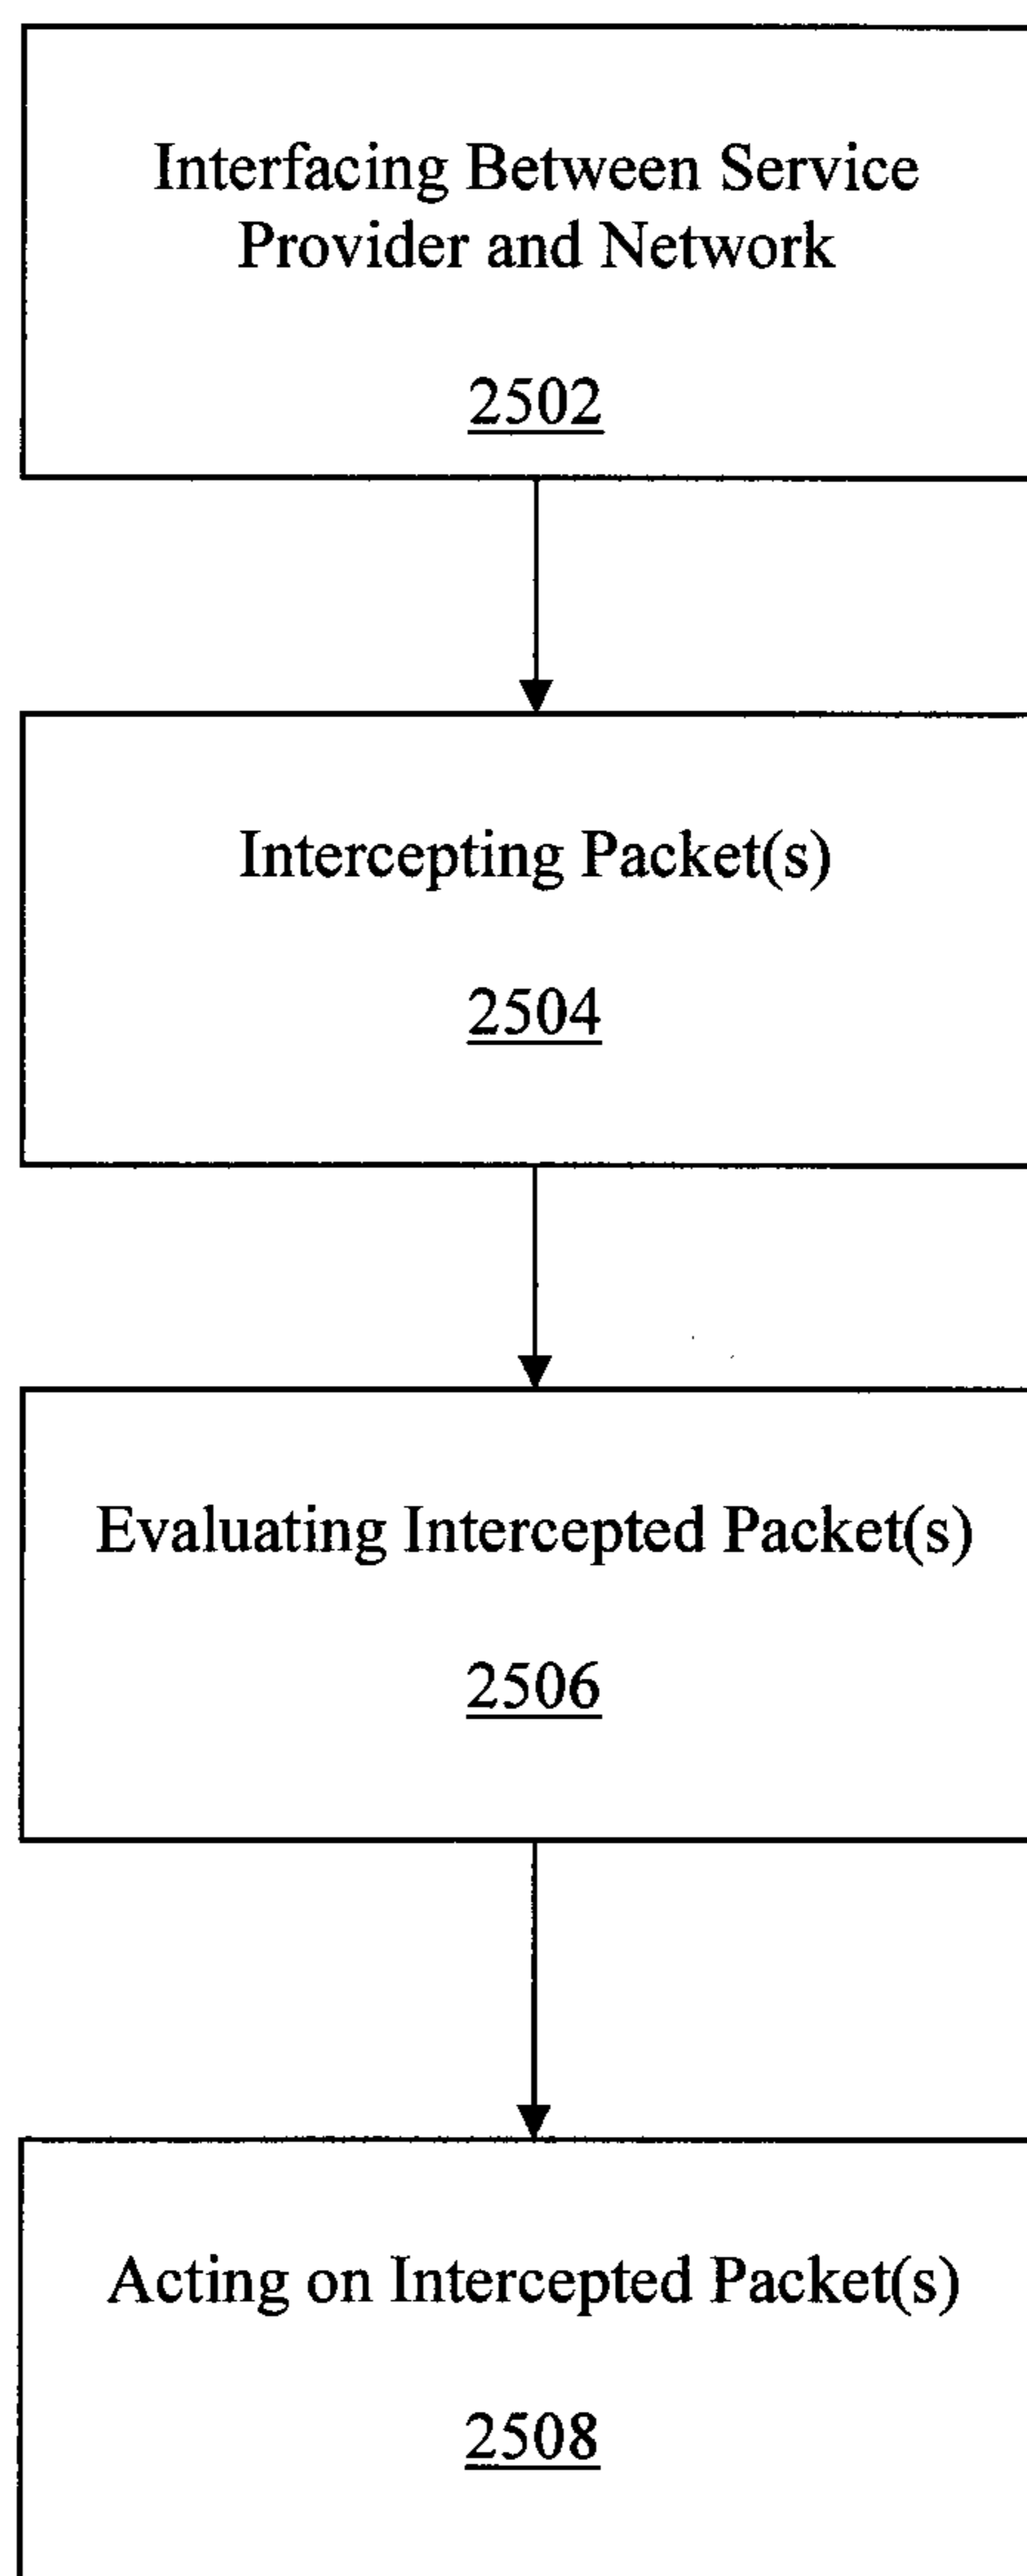 Interfacing Between Service
Provider and Network
2502
Intercepting Packet(s)
2504
Evaluating Intercepted Packet(s)
2506
Acting on Intercepted Packet(s)
2508